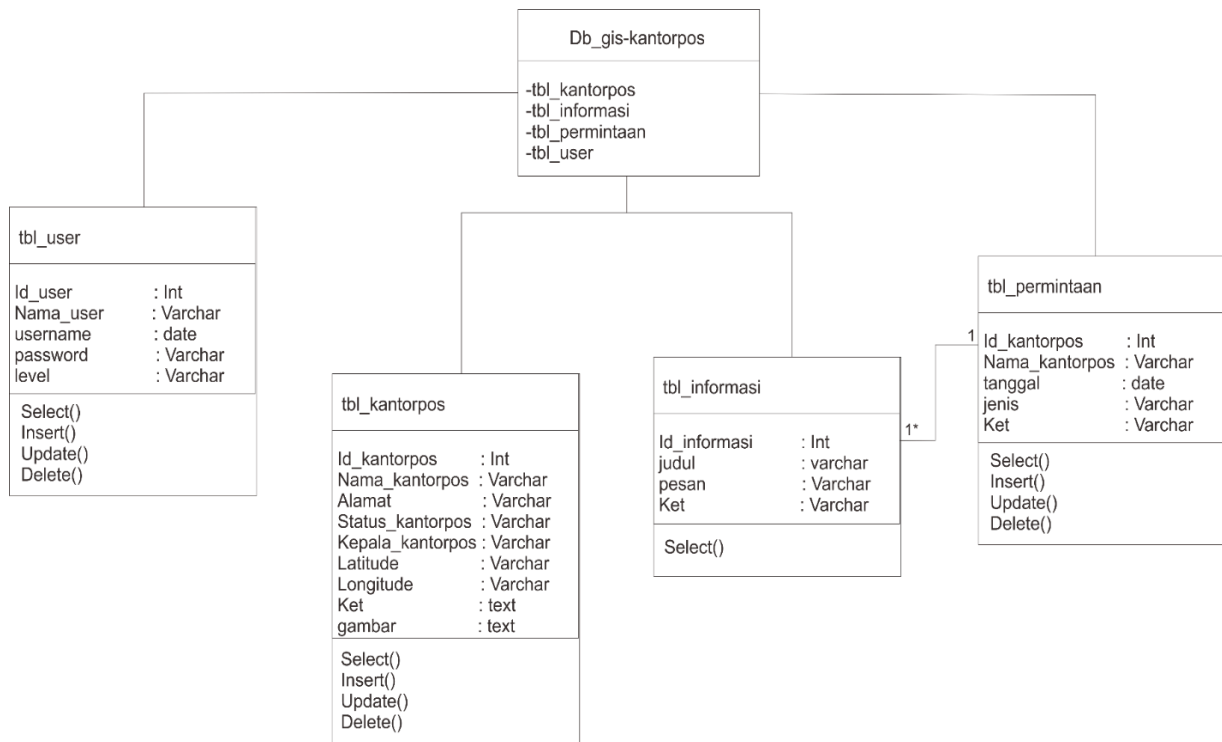 Db_gis-kantorpos
-tbl_kantorpos
-tbl_informasi
-tbl_permintaan
-tbl_user
tbl_user
Id_user : Int
Nama_user : Varchar
username : date
password : Varchar
level : Varchar
Select()
Insert()
Update()
Delete()
tbl_kantorpos
Id_kantorpos : Int
Nama_kantorpos : Varchar
Alamat : Varchar
Status_kantorpos : Varchar
Kepala_kantorpos : Varchar
Latitude : Varchar
Longitude : Varchar
Ket : text
gambar : text
Select()
Insert()
Update()
Delete()
tbl_informasi
Id_informasi : Int
judul : varchar
pesan : Varchar
Ket : Varchar
Select()
1*
1
tbl_permintaan
Id_kantorpos : Int
Nama_kantorpos : Varchar
tanggal : date
jenis : Varchar
Ket : Varchar
Select()
Insert()
Update()
Delete()